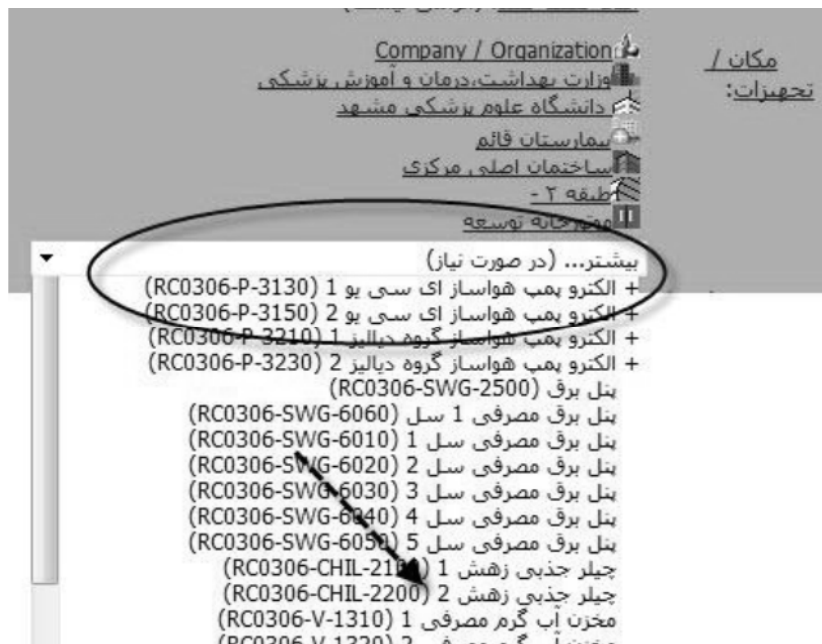 مکان /
تجهیزات:
Company / Organization
وزارت بهداشت،درمان و آموزش پزشکی
دانشگاه علوم پزشکی مشهد
بیمارستان قائم
ساختمان اصلی مرکزی
طبقه ۲ -
موتورخانه توسعه
بیشتر... (در صورت نیاز)
+ الکترو پمپ هواساز ای سی یو 1 (RC0306-P-3130)
+ الکترو پمپ هواساز ای سی یو 2 (RC0306-P-3150)
+ الکترو پمپ هواساز گروه دیالیز 1 (RC0306-P-3210)
+ الکترو پمپ هواساز گروه دیالیز 2 (RC0306-P-3230)
پنل برق (RC0306-SWG-2500)
پنل برق مصرفی 1 سل (RC0306-SWG-6060)
پنل برق مصرفی سل 1 (RC0306-SWG-6010)
پنل برق مصرفی سل 2 (RC0306-SWG-6020)
پنل برق مصرفی سل 3 (RC0306-SWG-6030)
پنل برق مصرفی سل 4 (RC0306-SWG-6040)
پنل برق مصرفی سل 5 (RC0306-SWG-6050)
چیلر جذبی زهش 1 (RC0306-CHIL-2100)
چیلر جذبی زهش 2 (RC0306-CHIL-2200)
مخزن آب گرم مصرفی 1 (RC0306-V-1310)
مخزن آب گرم مصرفی 2 (RC0306-V-1320)